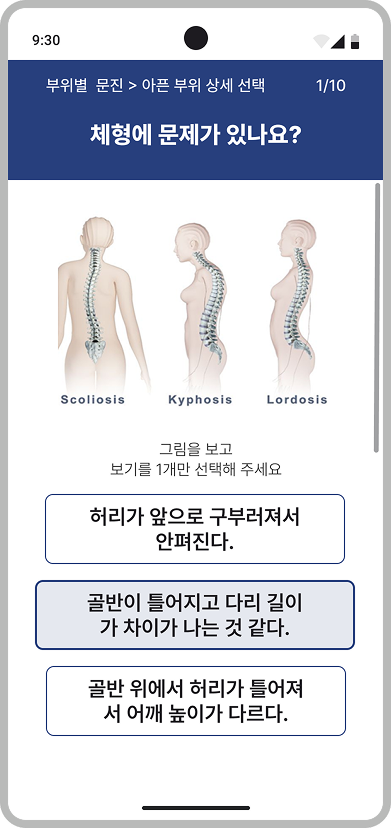 9:30
부위별 문진 > 아픈 부위 상세 선택
1/10
체형에 문제가 있나요?
Scoliosis
Kyphosis
Lordosis
그림을 보고
보기를 1개만 선택해 주세요
허리가 앞으로 구부러져서
안펴진다.
골반이 틀어지고 다리 길이
가 차이가 나는 것 같다.
골반 위에서 허리가 틀어져
서 어깨 높이가 다르다.